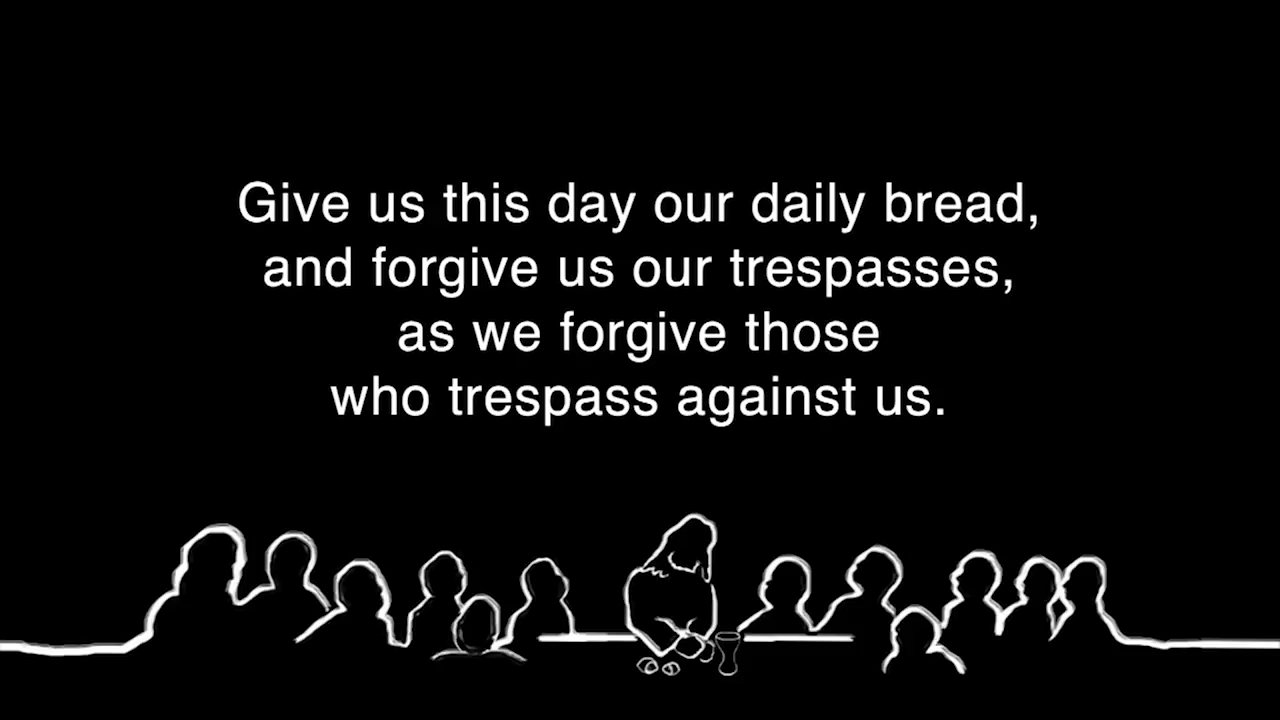 Give us this day our daily bread,
and forgive us our trespasses,
as we forgive those
who trespass against us.